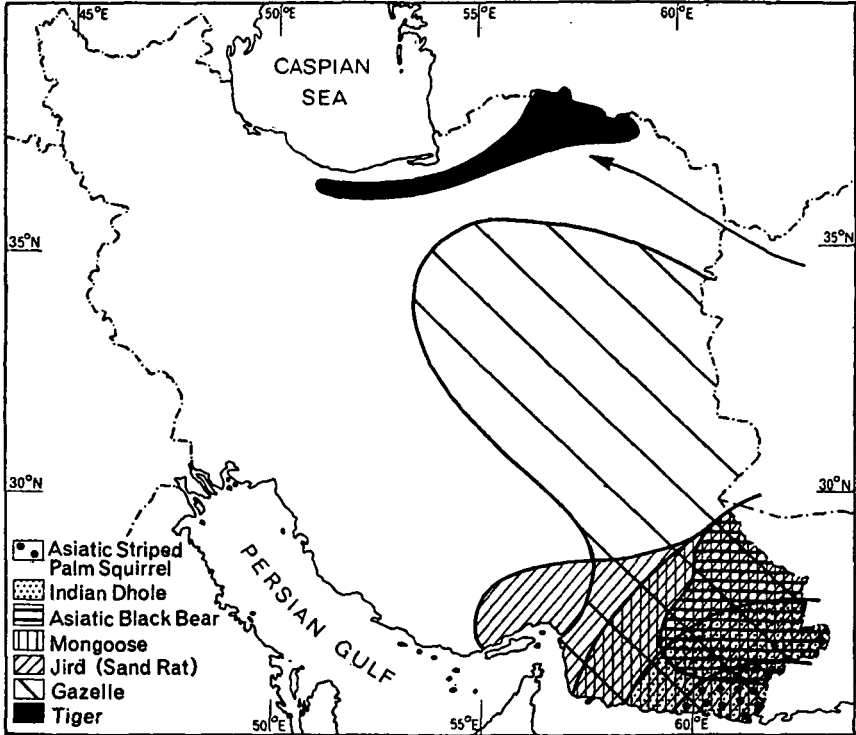 45°E 50°E 55°E 60°E
CASPIAN
SEA
35°N 35°N
30°N 30°N
PERSIAN GULF
Asiatic Striped
Palm Squirrel
Indian Dhole
Asiatic Black Bear
Mongoose
Jird (Sand Rat)
Gazelle
Tiger
50°E 55°E 60°E